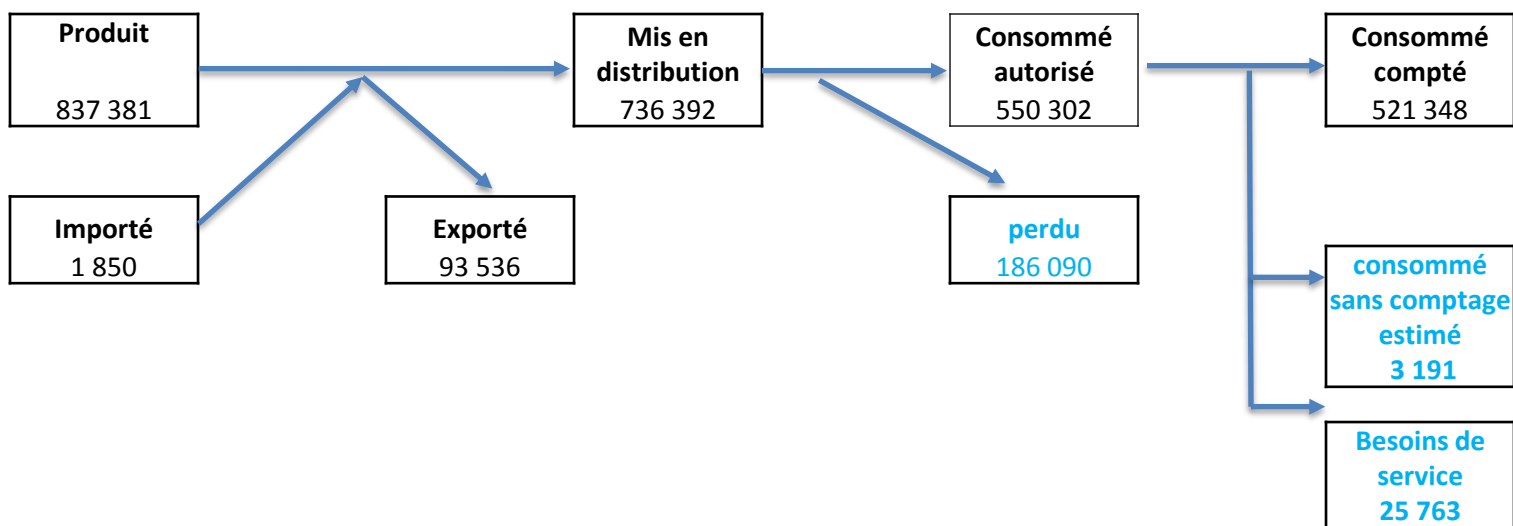 Produit
837 381
Mis en
distribution
736 392
Consommé
autorisé
550 302
Consommé
compté
521 348
Importé
1 850
Exporté
93 536
perdu
186 090
consommé
sans comptage
estimé
3 191
Besoins de
service
25 763